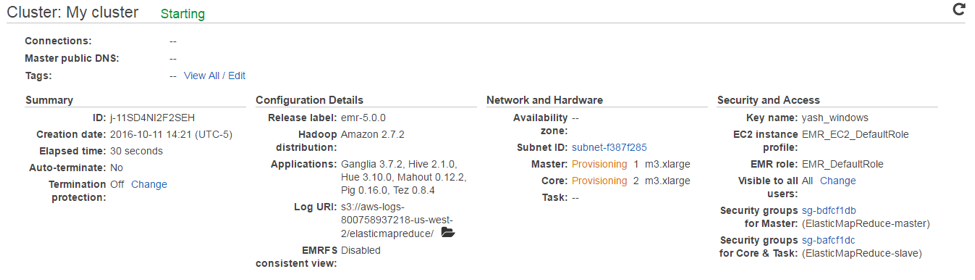 Cluster: My cluster Starting
Connections: --
Master public DNS: --
Tags: -- View All / Edit
Summary
ID: j-11SD4NI2F2SEH
Creation date: 2016-10-11 14:21 (UTC-5)
Elapsed time: 30 seconds
Auto-terminate: No
Termination Off Change
protection:
Configuration Details
Release label: emr-5.0.0
Hadoop Amazon 2.7.2
distribution:
Applications: Ganglia 3.7.2, Hive 2.1.0,
Hue 3.10.0, Mahout 0.12.2,
Pig 0.16.0, Tez 0.8.4
Log URI: s3://aws-logs-
800758937218-us-west-
2/elasticmapreduce/
EMRFS Disabled
consistent view:
Network and Hardware
Availability --
zone:
Subnet ID: subnet-f387f285
Master: Provisioning 1 m3.xlarge
Core: Provisioning 2 m3.xlarge
Task: --
Security and Access
Key name: yash_windows
EC2 instance EMR_EC2_DefaultRole
profile:
EMR role: EMR_DefaultRole
Visible to all All Change
users:
Security groups sg-bdfcf1db
for Master: (ElasticMapReduce-master)
Security groups sg-bafcf1dc
for Core & Task: (ElasticMapReduce-slave)